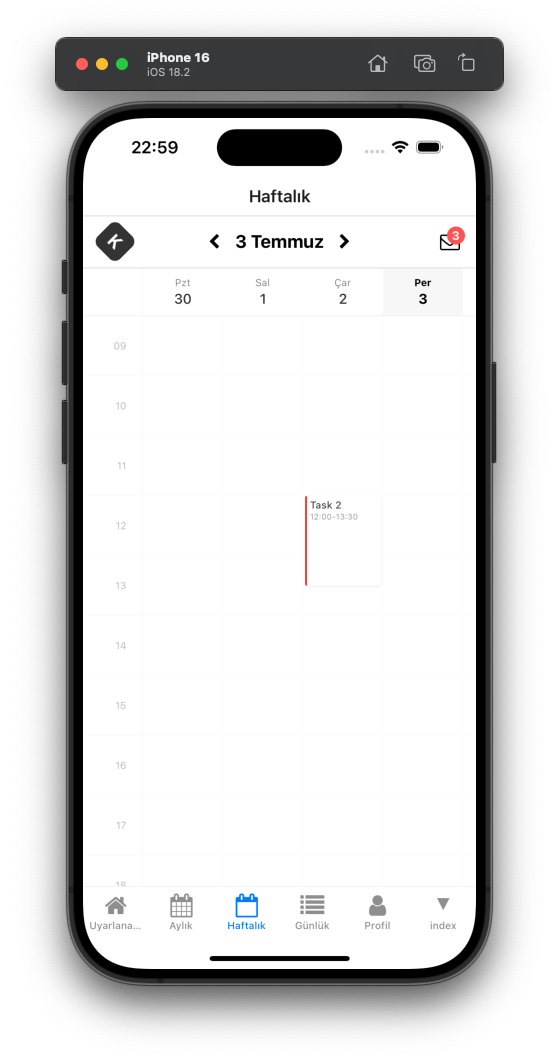 iPhone 16
iOS 18.2
22:59
Haftalık
K
3 Temmuz
3
Pzt
30
Sal
1
Çar
2
Per
3
09
10
11
12
13
14
15
16
17
18
Task 2
12:00–13:30
Uyarlana...
Aylık
Haftalık
Günlük
Profil
index